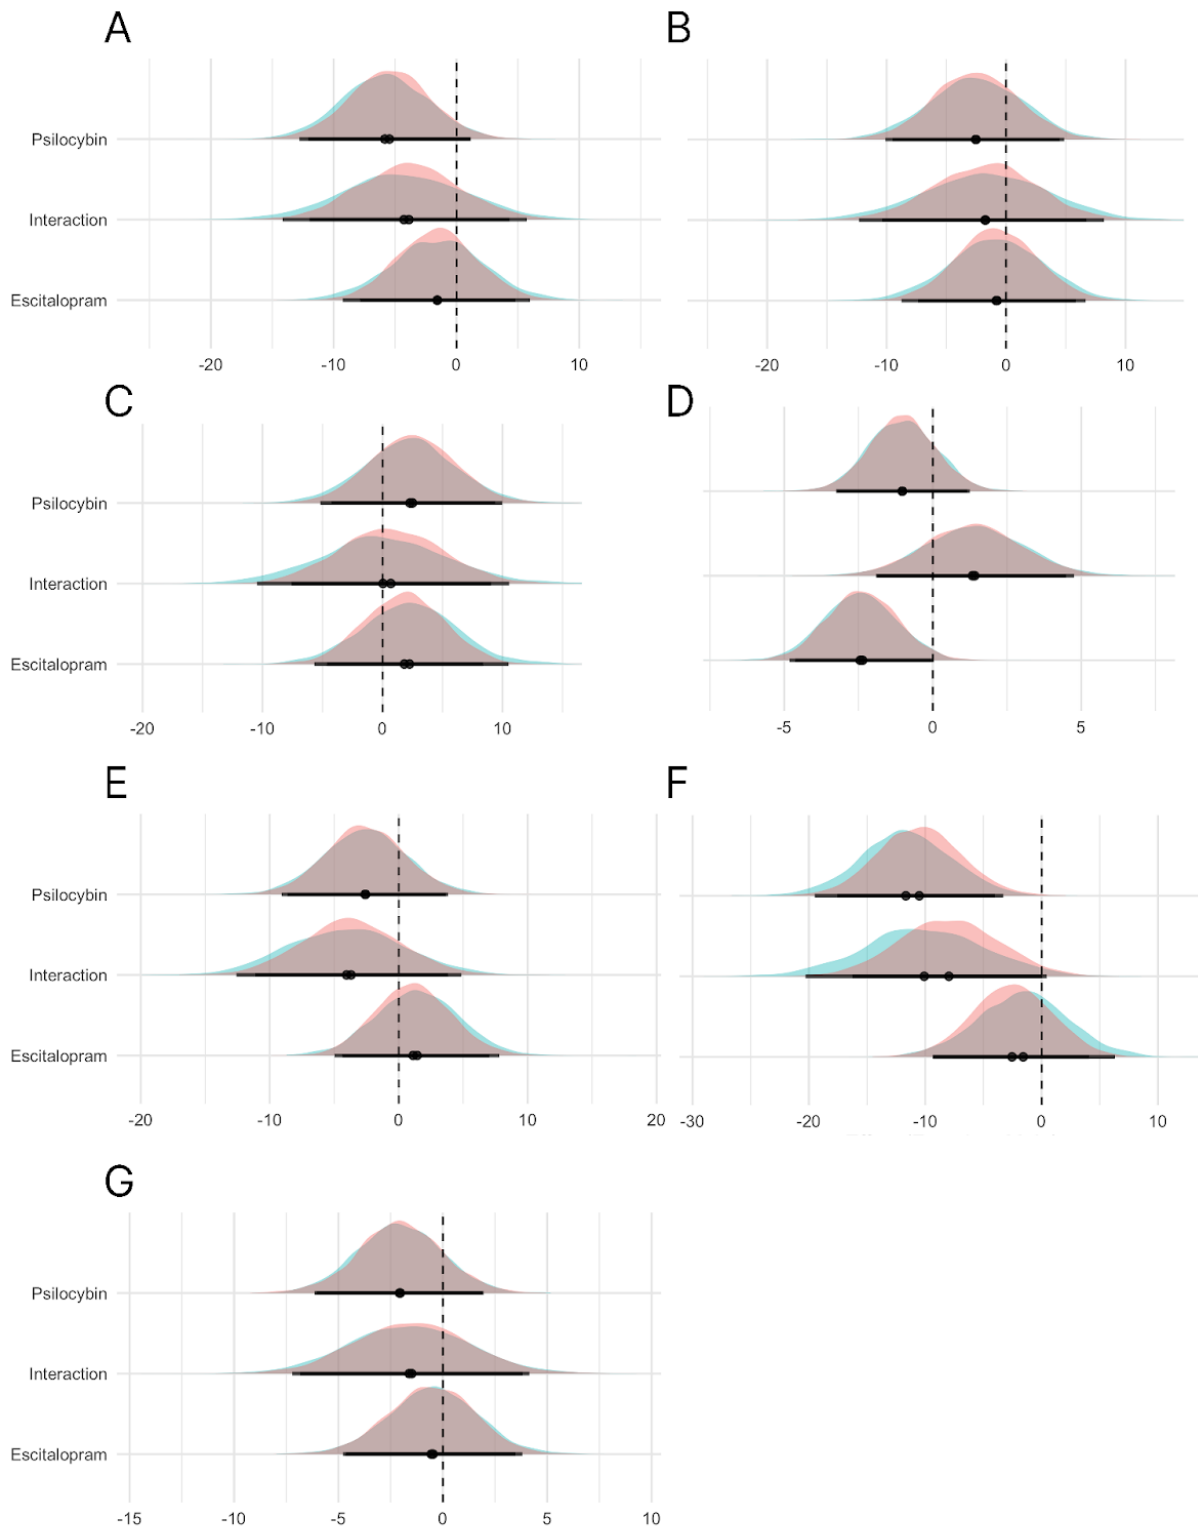 A
B
Psilocybin
Interaction
Escitalopram
-20 -10 0 10
-20 -10 0 10
C
D
Psilocybin
Interaction
Escitalopram
-20 -10 0 10
-5 0 5
E
F
Psilocybin
Interaction
Escitalopram
-20 -10 0 10 20
-30 -20 -10 0 10
G
Psilocybin
Interaction
Escitalopram
-15 -10 -5 0 5 10